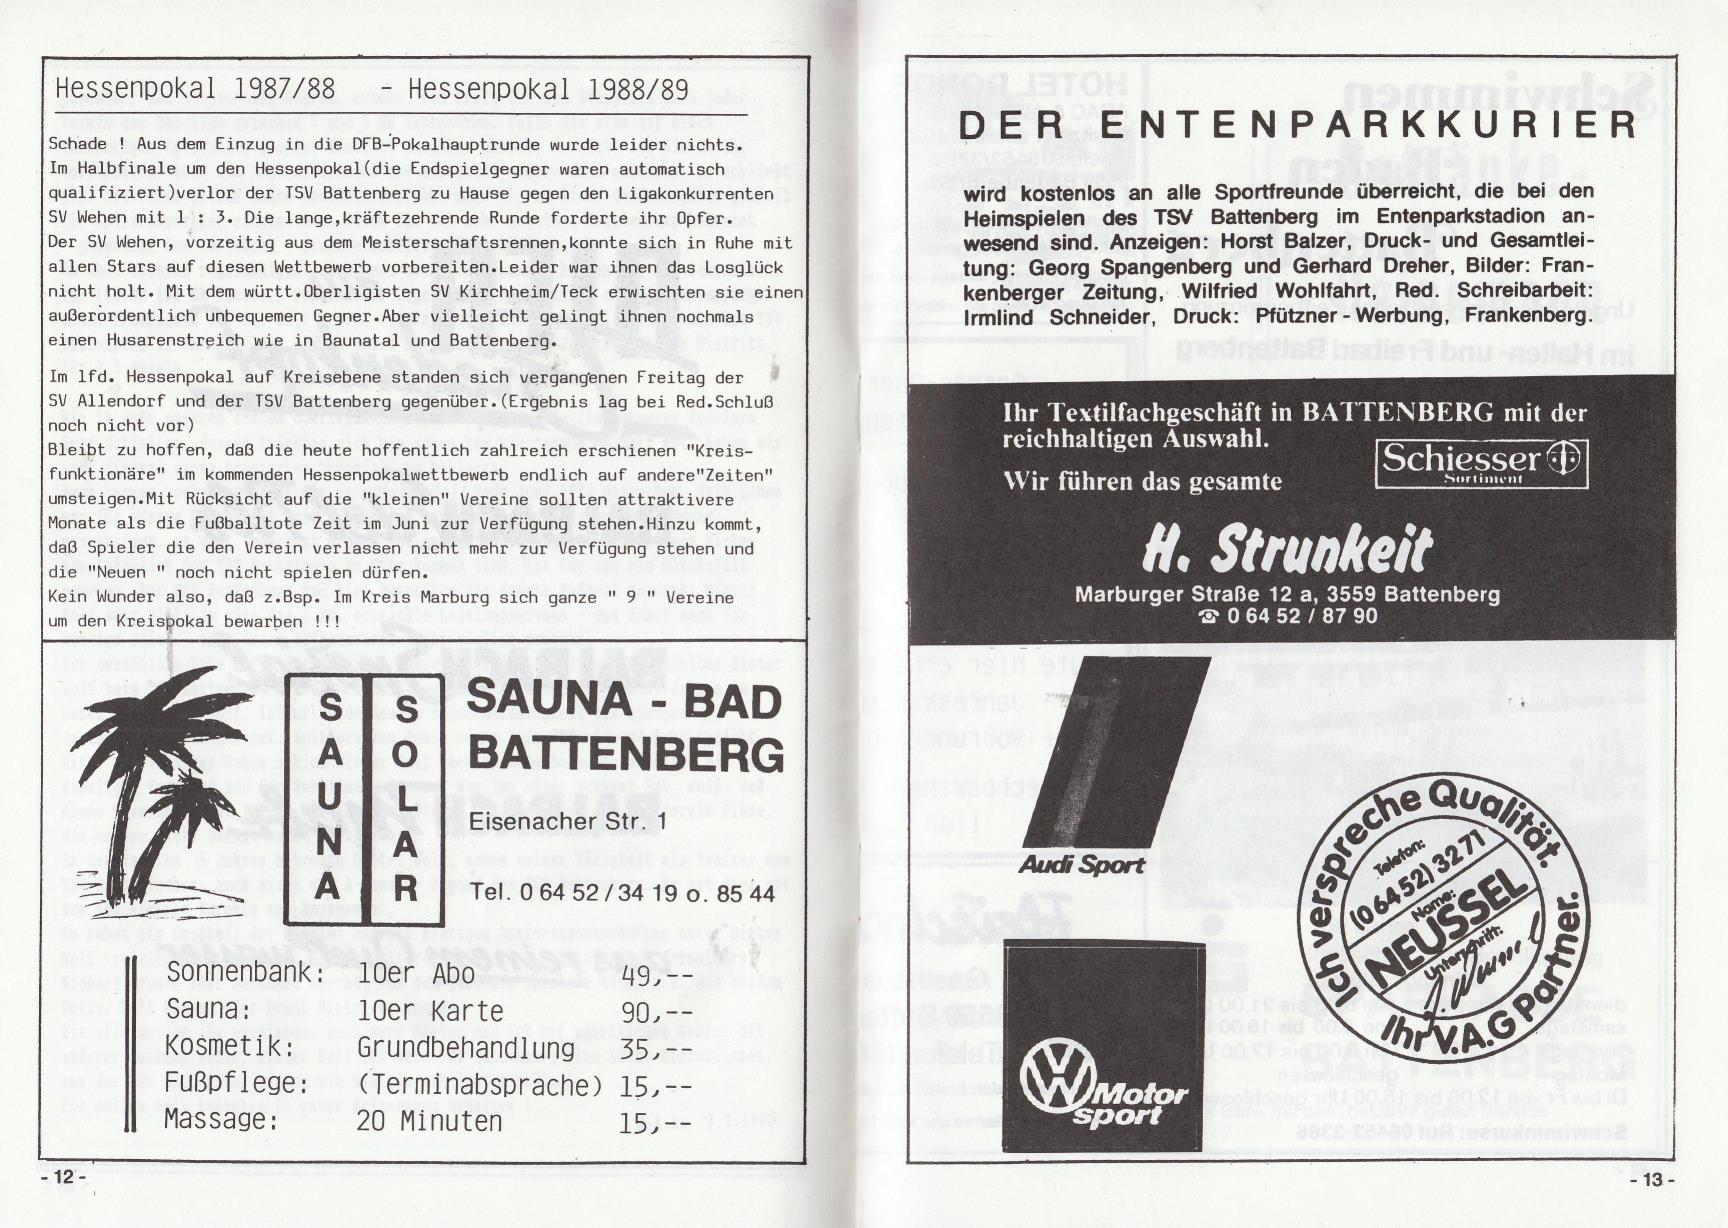 Hessenpokal 1987/88 - Hessenpokal 1988/89
Schade ! Aus dem Einzug in die DFB-Pokalhauptrunde wurde leider nichts.
Im Halbfinale um den Hessenpokal(die Endspielgegner waren automatisch
qualifiziert)verlor der TSV Battenberg zu Hause gegen den Ligakonkurrenten
SV Wehen mit 1 : 3. Die lange,kräftezehrende Runde forderte ihr Opfer.
Der SV Wehen, vorzeitig aus dem Meisterschaftsrennen,konnte sich in Ruhe mit
allen Stars auf diesen Wettbewerb vorbereiten.Leider war ihnen das Losglück
nicht holt. Mit dem württ.Oberligisten SV Kirchheim/Teck erwischten sie einen
außerordentlich unbequemen Gegner.Aber vielleicht gelingt ihnen nochmals
einen Husarenstreich wie in Baunatal und Battenberg.
Im lfd. Hessenpokal auf Kreisebene standen sich vergangenen Freitag der
SV Allendorf und der TSV Battenberg gegenüber.(Ergebnis lag bei Red.Schluß
noch nicht vor)
Bleibt zu hoffen, daß die heute hoffentlich zahlreich erschienen "Kreis-
funktionäre" im kommenden Hessenpokalwettbewerb endlich auf andere"Zeiten"
umsteigen.Mit Rücksicht auf die "kleinen" Vereine sollten attraktivere
Monate als die Fußballtote Zeit im Juni zur Verfügung stehen.Hinzu kommt,
daß Spieler die den Verein verlassen nicht mehr zur Verfügung stehen und
die "Neuen " noch nicht spielen dürfen.
Kein Wunder also, daß z.Bsp. Im Kreis Marburg sich ganze " 9 " Vereine
um den Kreispokal bewarben !!!
SAUNA
SOLAR
SAUNA - BAD
BATTENBERG
Eisenacher Str. 1
Tel. 0 64 52 / 34 19 o. 85 44
Sonnenbank: 10er Abo 49,--
Sauna: 10er Karte 90,--
Kosmetik: Grundbehandlung 35,--
Fußpflege: (Terminabsprache) 15,--
Massage: 20 Minuten 15,--
- 12 -
DER ENTENPARKKURIER
wird kostenlos an alle Sportfreunde überreicht, die bei den
Heimspielen des TSV Battenberg im Entenparkstadion an-
wesend sind. Anzeigen: Horst Balzer, Druck- und Gesamtlei-
tung: Georg Spangenberg und Gerhard Dreher, Bilder: Fran-
kenberger Zeitung, Wilfried Wohlfahrt, Red. Schreibarbeit:
Irmlind Schneider, Druck: Pfützner-Werbung, Frankenberg.
Ihr Textilfachgeschäft in BATTENBERG mit der
reichhaltigen Auswahl.
Wir führen das gesamte
Schiesser
Sortiment
H. Strunkeit
Marburger Straße 12 a, 3559 Battenberg
☎ 0 64 52 / 87 90
Audi Sport
VW Motor
sport
Ich verspreche Qualität.
Telefon:
(0 64 52) 32 71
Name:
NEUSSEL
Unterschrift:
Ihr V.A.G Partner.
- 13 -